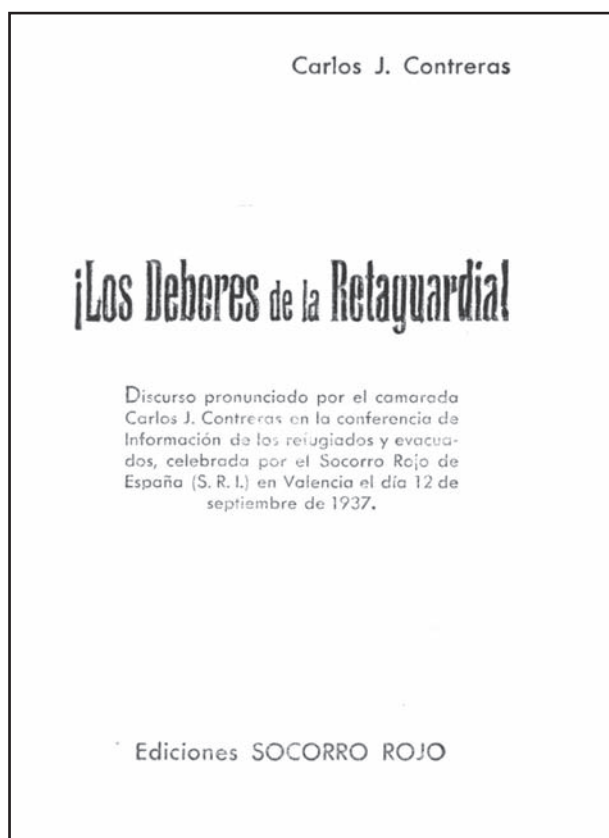 Carlos J. Contreras
¡Los Deberes de la Retaguardia!
Discurso pronunciado por el camarada
Carlos J. Contreras en la conferencia de
Información de los refugiados y evacua-
dos, celebrada por el Socorro Rojo de
España (S. R. I.) en Valencia el día 12 de
septiembre de 1937.
Ediciones SOCORRO ROJO